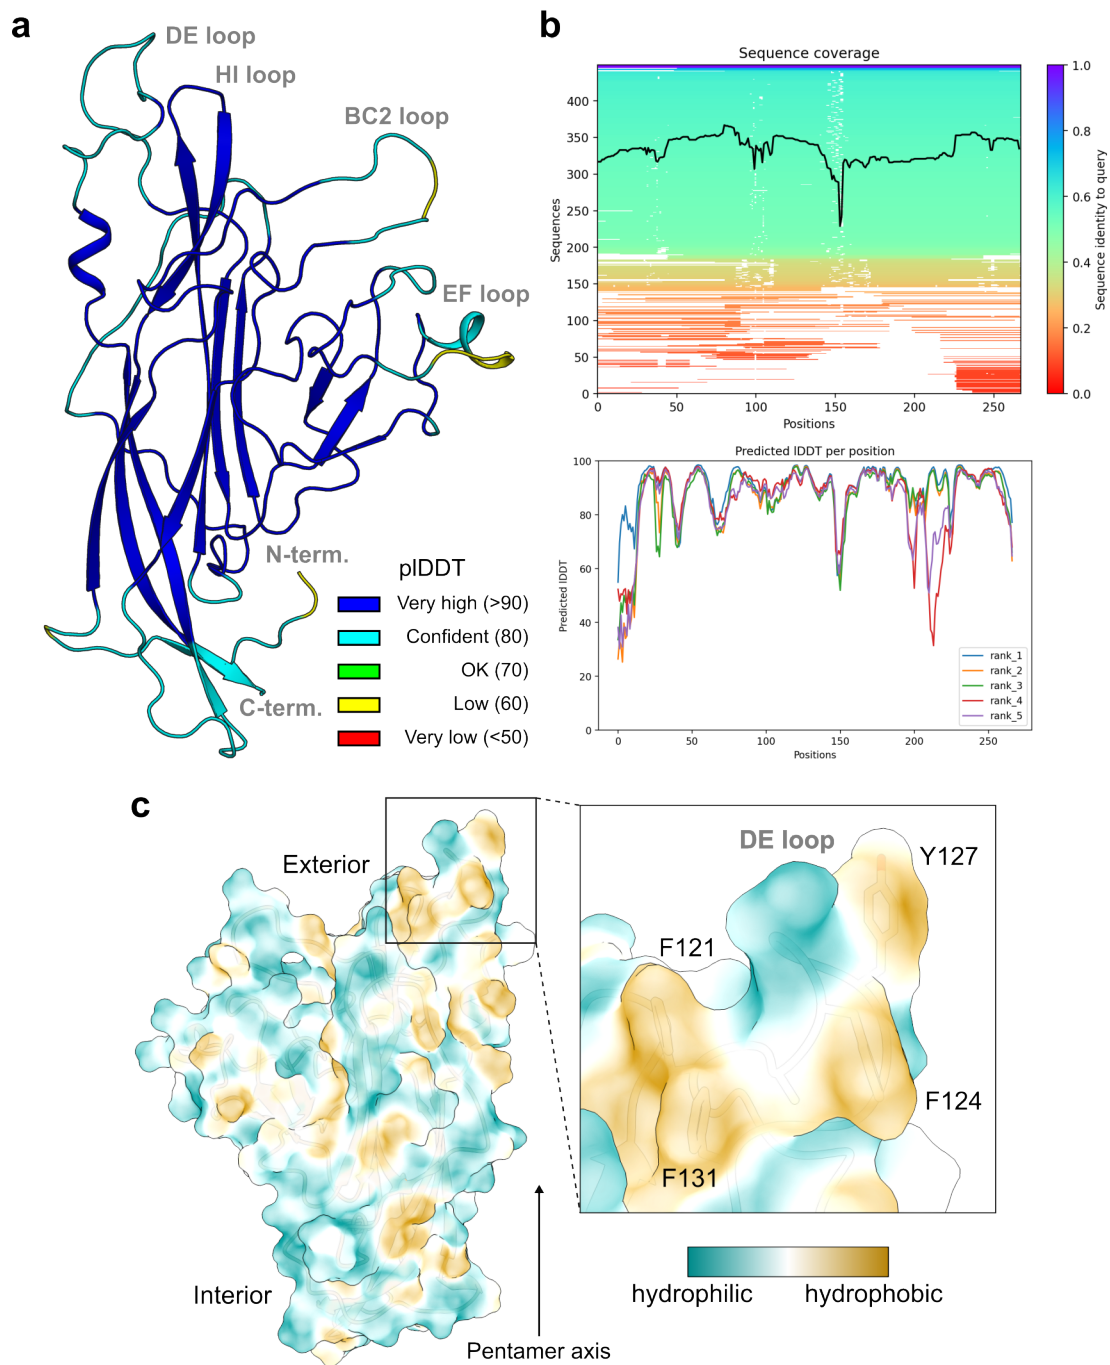 a
DE loop
HI loop
BC2 loop
EF loop
N-term.
C-term.
plDDT
Very high (>90)
Confident (80)
OK (70)
Low (60)
Very low (<50)
b
Sequence coverage
Sequences
400
350
300
250
200
150
100
50
0
0 50 100 150 200 250
Positions
1.0
0.8
0.6
0.4
0.2
0.0
Sequence identity to query
Predicted lDDT per position
Predicted lDDT
100
80
60
40
20
0
0 50 100 150 200 250
Positions
rank_1
rank_2
rank_3
rank_4
rank_5
c
Exterior
Interior
Pentamer axis
DE loop
Y127
F121
F124
F131
hydrophilic hydrophobic